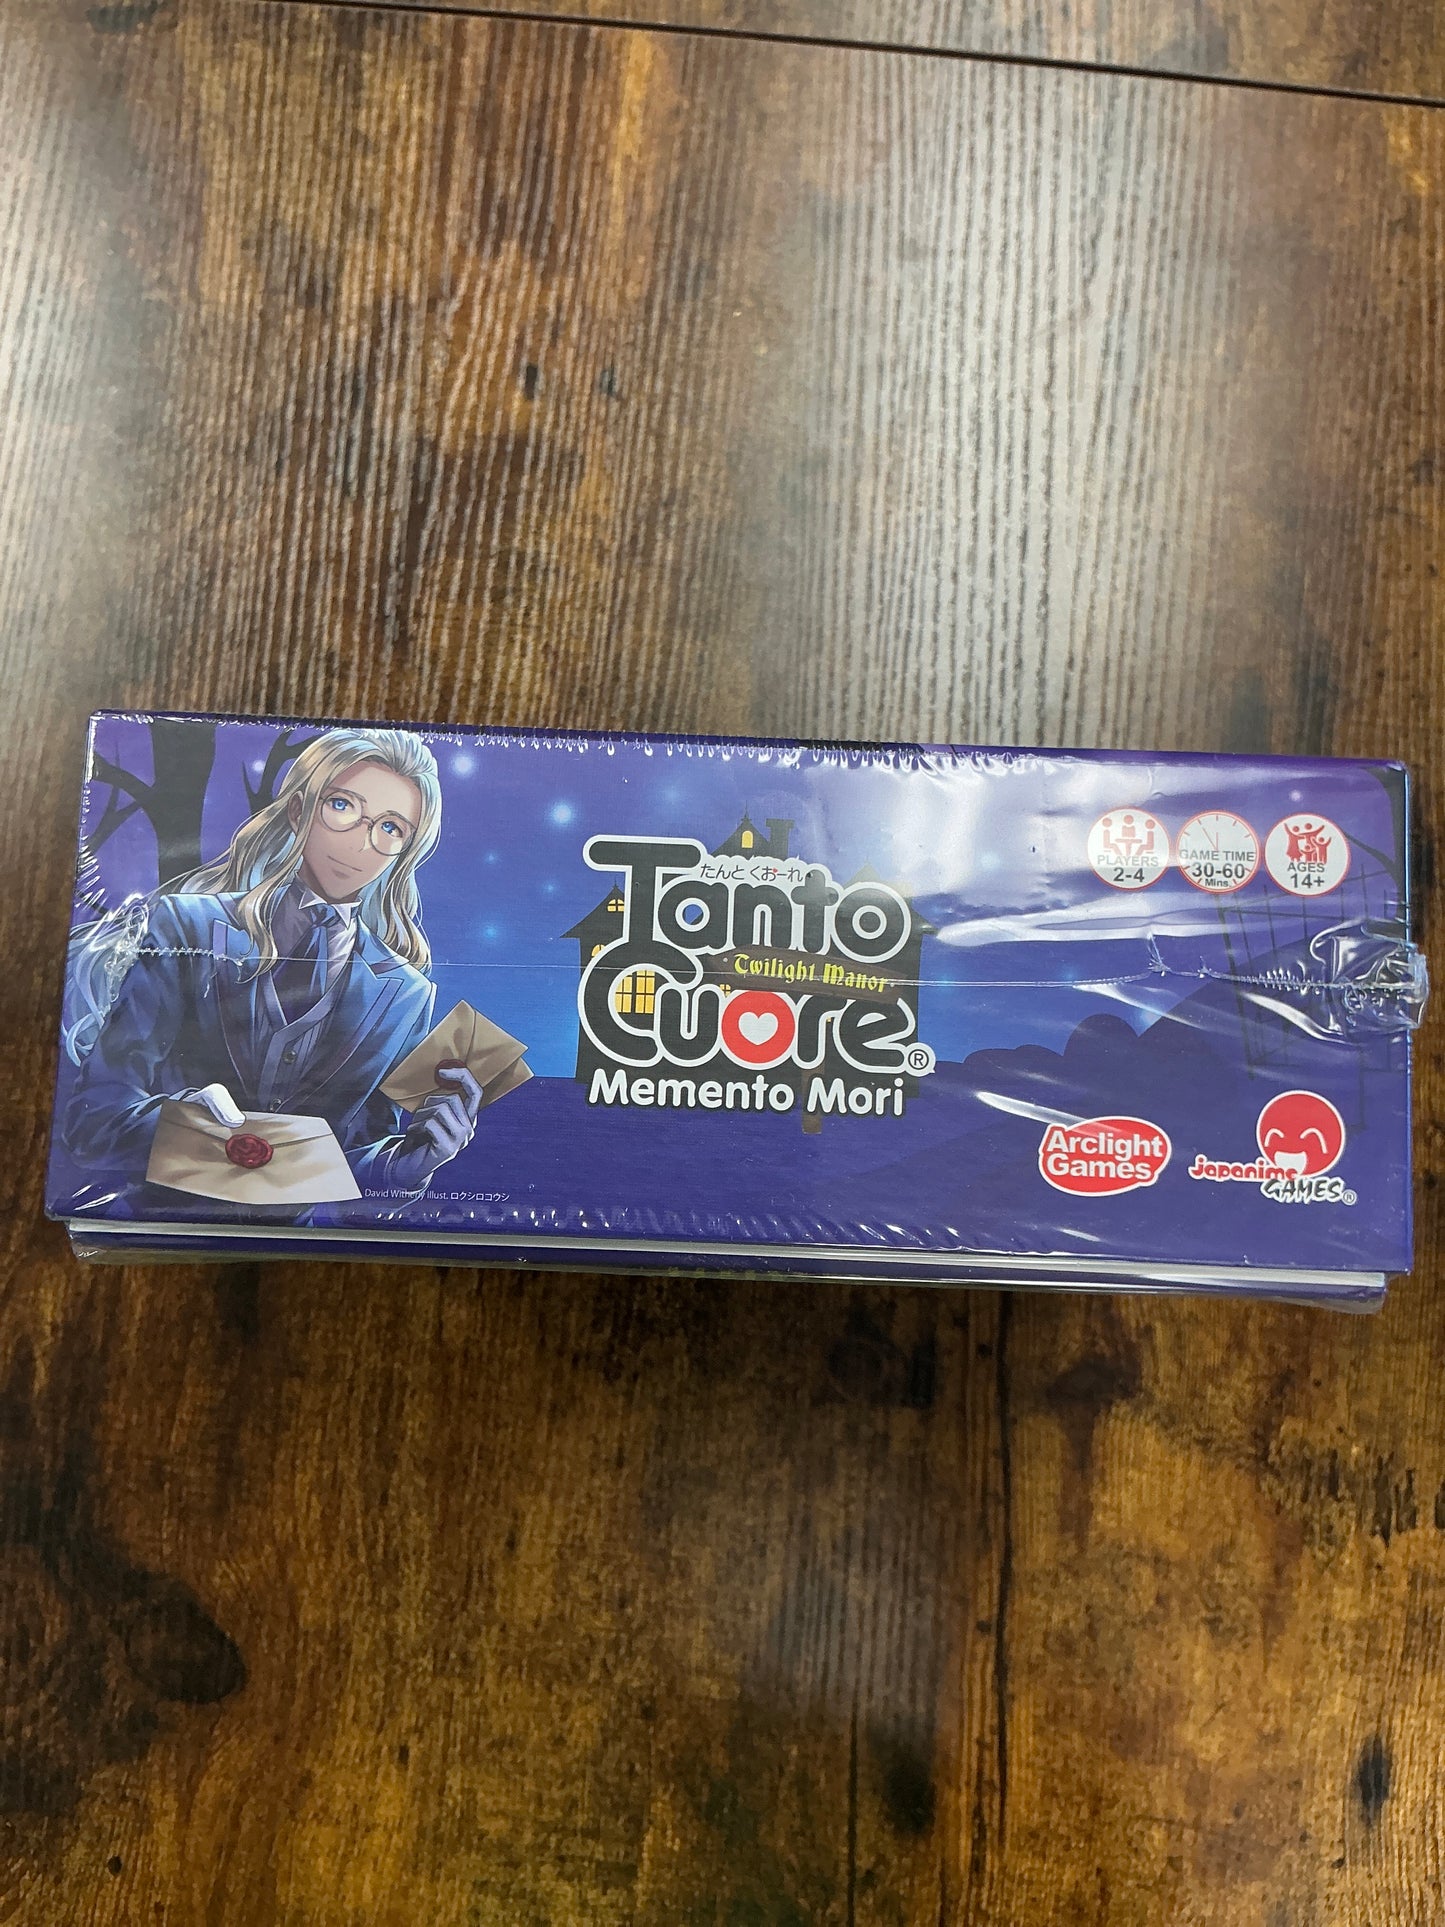 たんとくおーれ
Tanto
Twilight Manor
Cuore®
Memento Mori
PLAYERS
2-4
GAME TIME
30-60
Mins.
AGES
14+
Arclight
Games
japanime
GAMES®
David Witherly illust. ロクシロコウシ